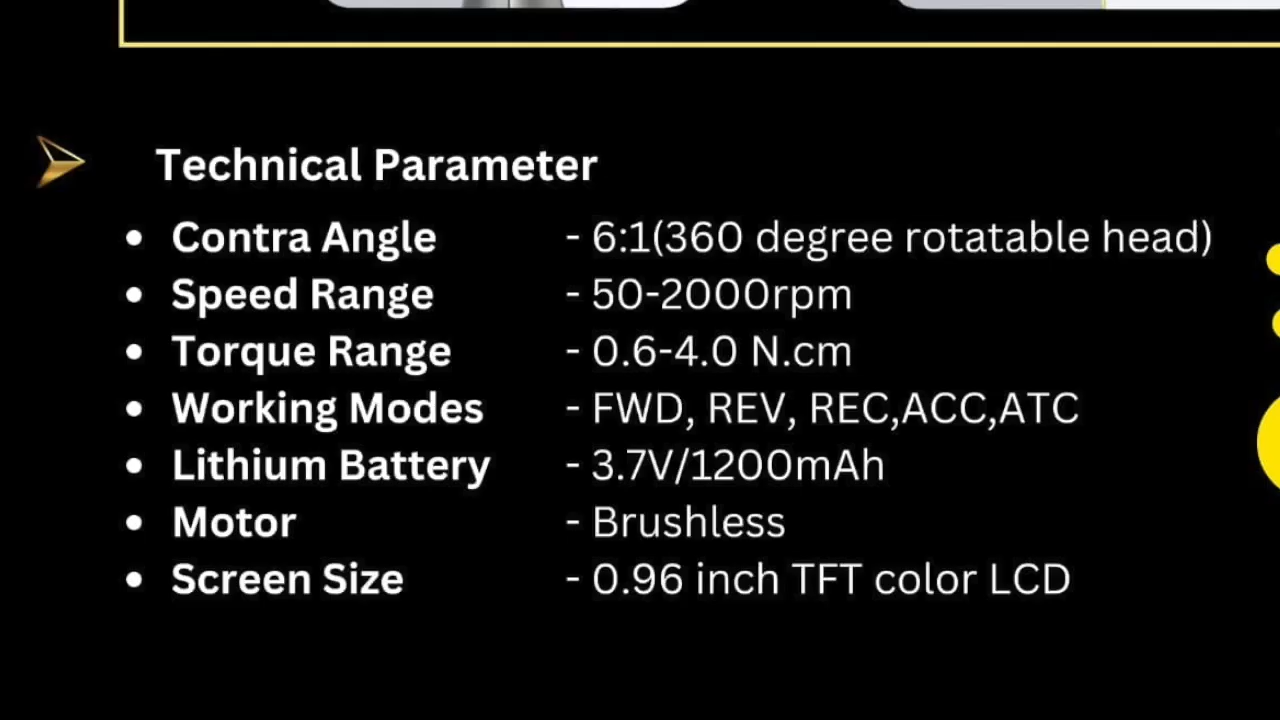 Technical Parameter
• Contra Angle - 6:1(360 degree rotatable head)
• Speed Range - 50-2000rpm
• Torque Range - 0.6-4.0 N.cm
• Working Modes - FWD, REV, REC,ACC,ATC
• Lithium Battery - 3.7V/1200mAh
• Motor - Brushless
• Screen Size - 0.96 inch TFT color LCD